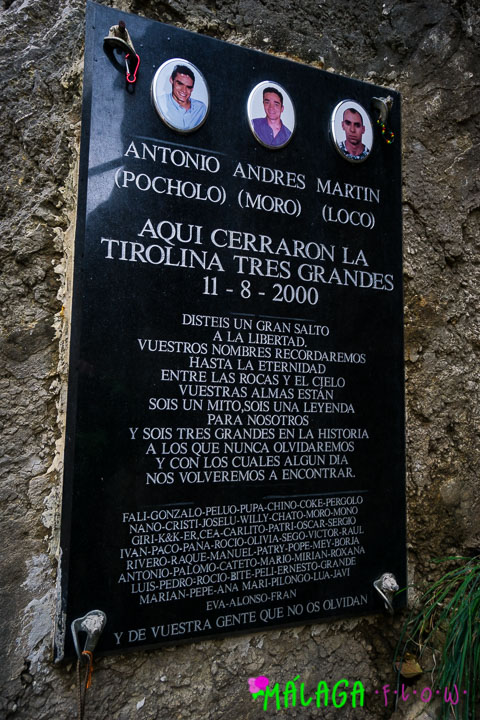 ANTONIO ANDRES MARTIN
(POCHOLO) (MORO) (LOCO)
AQUI CERRARON LA
TIROLINA TRES GRANDES
11 - 8 - 2000
DISTEIS UN GRAN SALTO
A LA LIBERTAD.
VUESTROS NOMBRES RECORDAREMOS
HASTA LA ETERNIDAD
ENTRE LAS ROCAS Y EL CIELO
VUESTRAS ALMAS ESTÁN
SOIS UN MITO,SOIS UNA LEYENDA
PARA NOSOTROS
Y SOIS TRES GRANDES EN LA HISTORIA
A LOS QUE NUNCA OLVIDAREMOS
Y CON LOS CUALES ALGUN DIA
NOS VOLVEREMOS A ENCONTRAR.
FALI-GONZALO-PELUO-PUPA-CHINO-COKE-PERGOLO
NANO-CRISTI-JOSELU-WILLY-CHATO-MORO-MONO
GIRI-K&K-ER,CEA-CARLITO-PATRI-OSCAR-SERGIO
IVAN-PACO-PANA-ROCIO-OLIVIA-SEGO-VICTOR-RAUL
RIVERO-RAQUE-MANUEL-PATRY-POPE-MEY-BORJA
ANTONIO-PALOMO-CATETO-MARIO-MIRIAN-ROXANA
LUIS-PEDRO-ROCIO-BITE-PELI-ERNESTO-GRANDE
MARIAN-PEPE-ANA MARI-PILONGO-LUA-JAVI
EVA-ALONSO-FRAN
Y DE VUESTRA GENTE QUE NO OS OLVIDAN
MÁLAGA ·F·L·O·W·